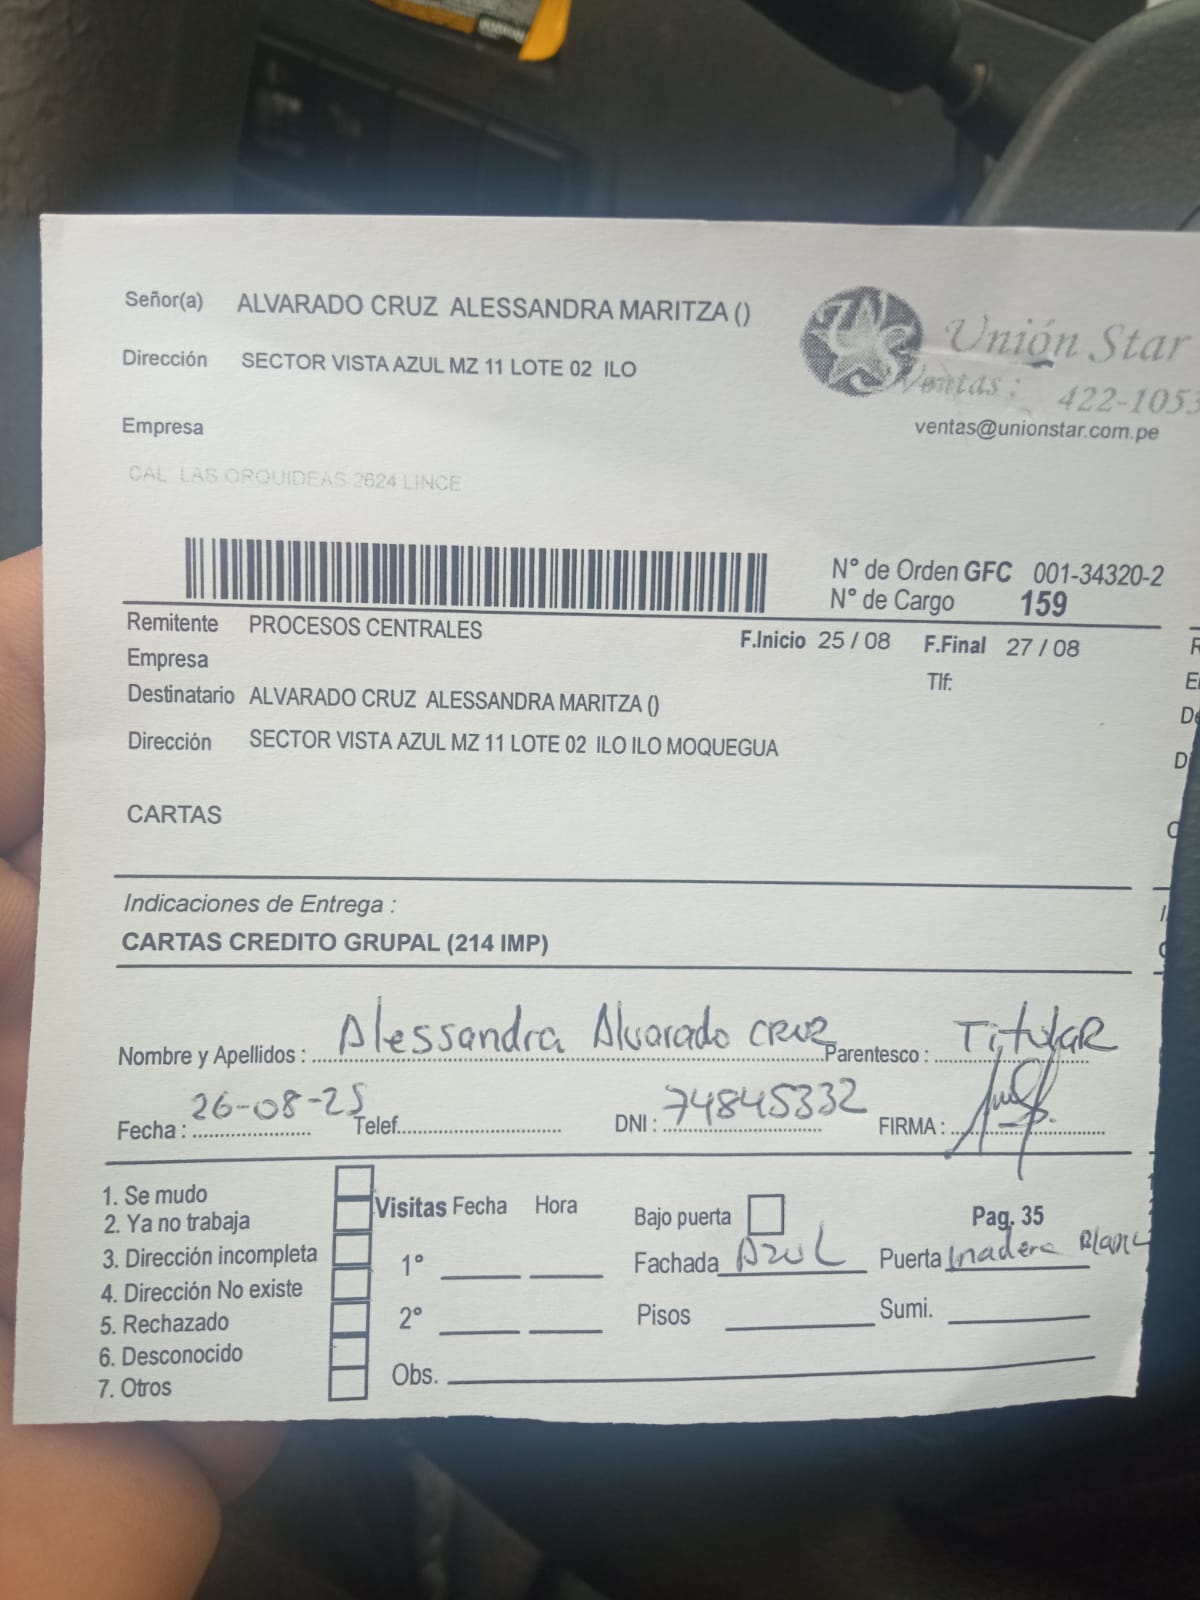 Señor(a) ALVARADO CRUZ ALESSANDRA MARITZA ()
Unión Star
Dirección SECTOR VISTA AZUL MZ 11 LOTE 02 ILO
Ventas: 422-1053
Empresa
ventas@unionstar.com.pe
CAL LAS ORQUIDEAS 2624 LINCE
N° de Orden GFC 001-34320-2
N° de Cargo 159
Remitente PROCESOS CENTRALES
F.Inicio 25 / 08 F.Final 27 / 08
Empresa
Tlf:
Destinatario ALVARADO CRUZ ALESSANDRA MARITZA ()
Dirección SECTOR VISTA AZUL MZ 11 LOTE 02 ILO ILO MOQUEGUA
CARTAS
Indicaciones de Entrega :
CARTAS CREDITO GRUPAL (214 IMP)
Nombre y Apellidos : Alessandra Alvarado CRUZ Parentesco : TitulaR
Fecha : 26-08-25 Telef. DNI : 74845332 FIRMA :
1. Se mudo
2. Ya no trabaja
3. Dirección incompleta
4. Dirección No existe
5. Rechazado
6. Desconocido
7. Otros
Visitas Fecha Hora
1°
2°
Obs.
Bajo puerta
Pag. 35
Fachada Azul Puerta madera
Pisos Sumi.